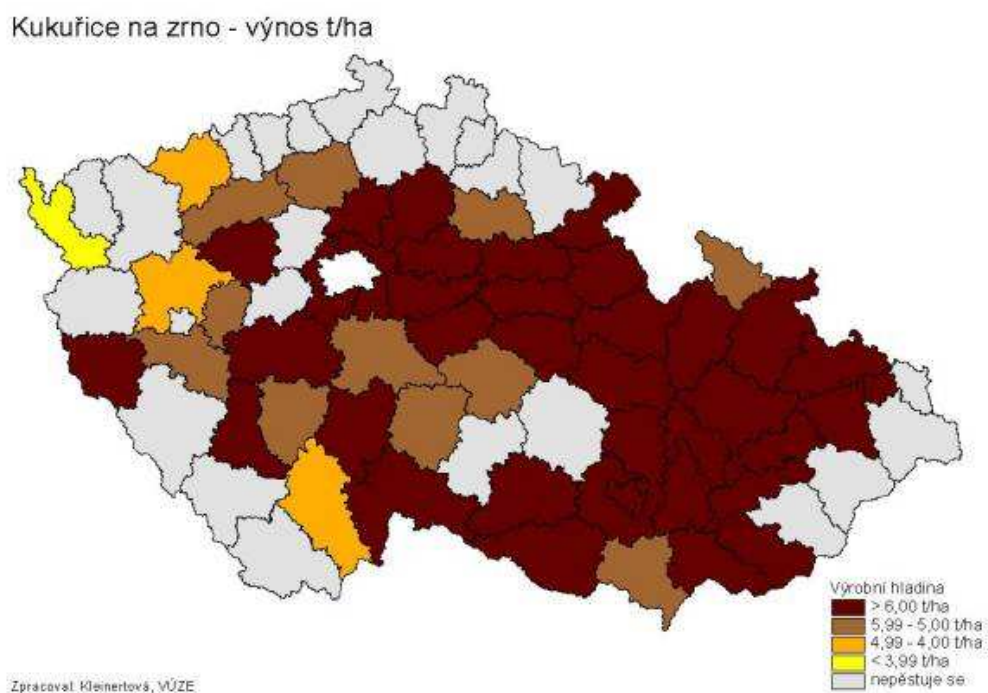 Kukuřice na zrno - výnos t/ha
Výrobní hladina
> 6,00 t/ha
5,99 - 5,00 t/ha
4,99 - 4,00 t/ha
< 3,99 t/ha
nepěstuje se
Zpracoval: Kleinertová, VÚZE